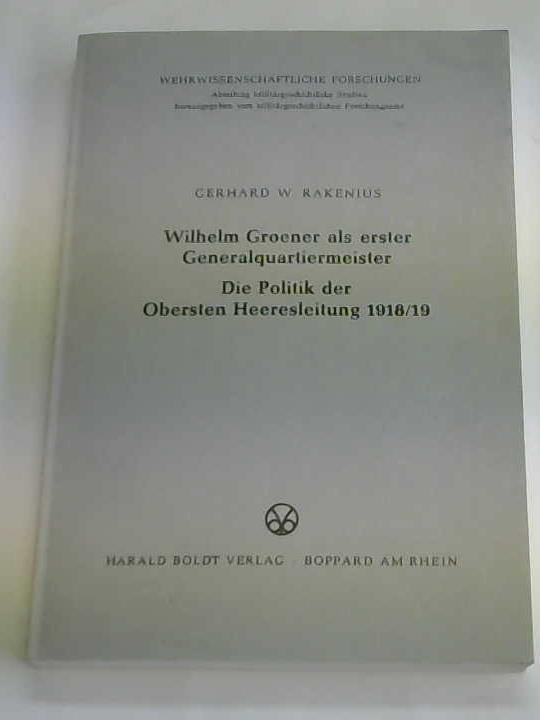 WEHRWISSENSCHAFTLICHE FORSCHUNGEN
Abteilung Militärgeschichtliche Studien
herausgegeben vom Militärgeschichtlichen Forschungsamt
GERHARD W. RAKENIUS
Wilhelm Groener als erster
Generalquartiermeister
Die Politik der
Obersten Heeresleitung 1918/19
HARALD BOLDT VERLAG · BOPPARD AM RHEIN